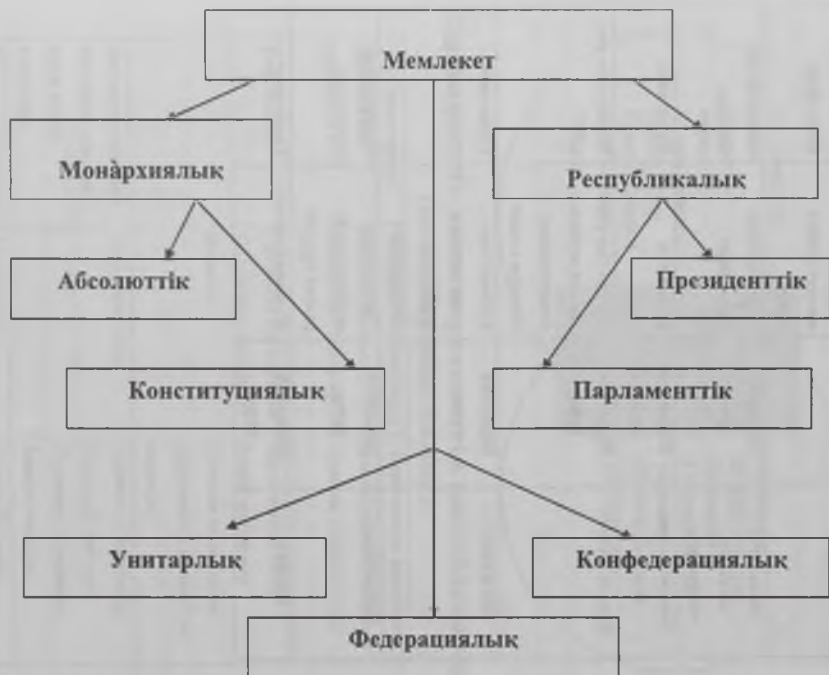 Мемлекет
Монàрхиялық
Республикалық
Абсолюттік
Президенттік
Конституциялық
Парламенттік
Унитарлық
Конфедерациялық
Федерациялық